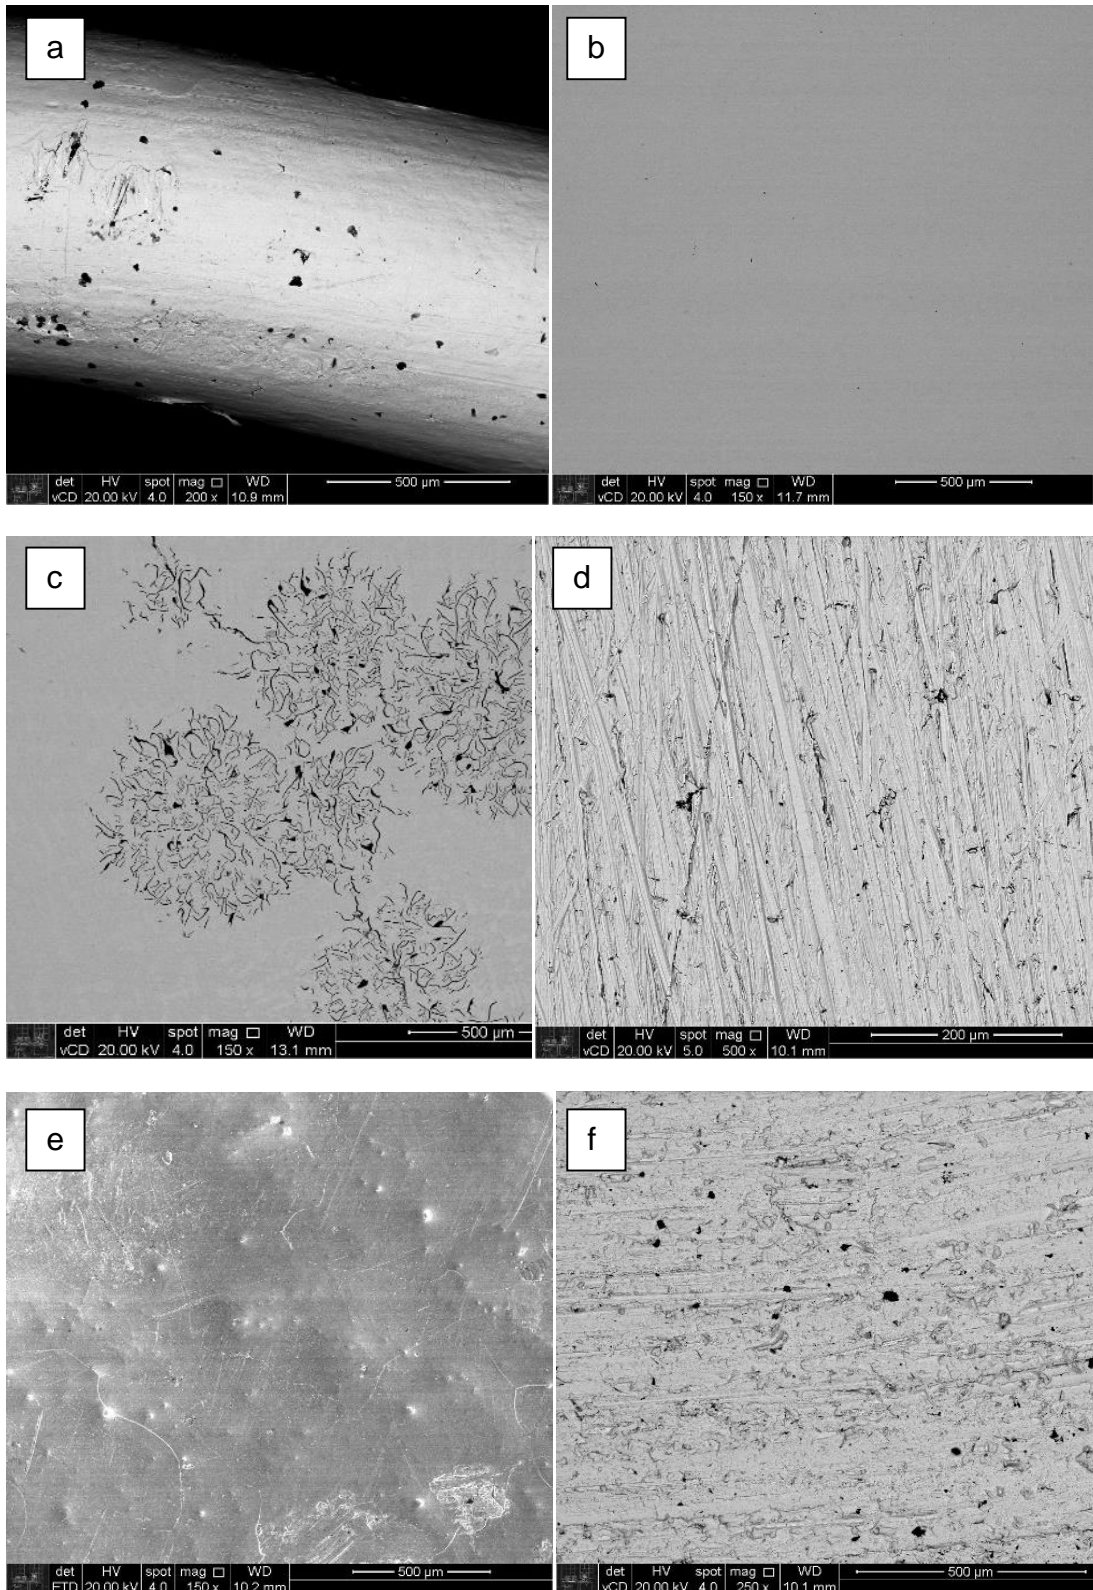 a
det HV spot mag WD
vCD 20.00 kV 4.0 200 x 10.9 mm 500 µm
b
det HV spot mag WD
vCD 20.00 kV 4.0 150 x 11.7 mm 500 µm
c
det HV spot mag WD
vCD 20.00 kV 4.0 150 x 13.1 mm 500 µm
d
det HV spot mag WD
vCD 20.00 kV 5.0 500 x 10.1 mm 200 µm
e
det HV spot mag WD
ETD 20.00 kV 4.0 150 x 10.2 mm 500 µm
f
det HV spot mag WD
vCD 20.00 kV 4.0 250 x 10.1 mm 500 µm